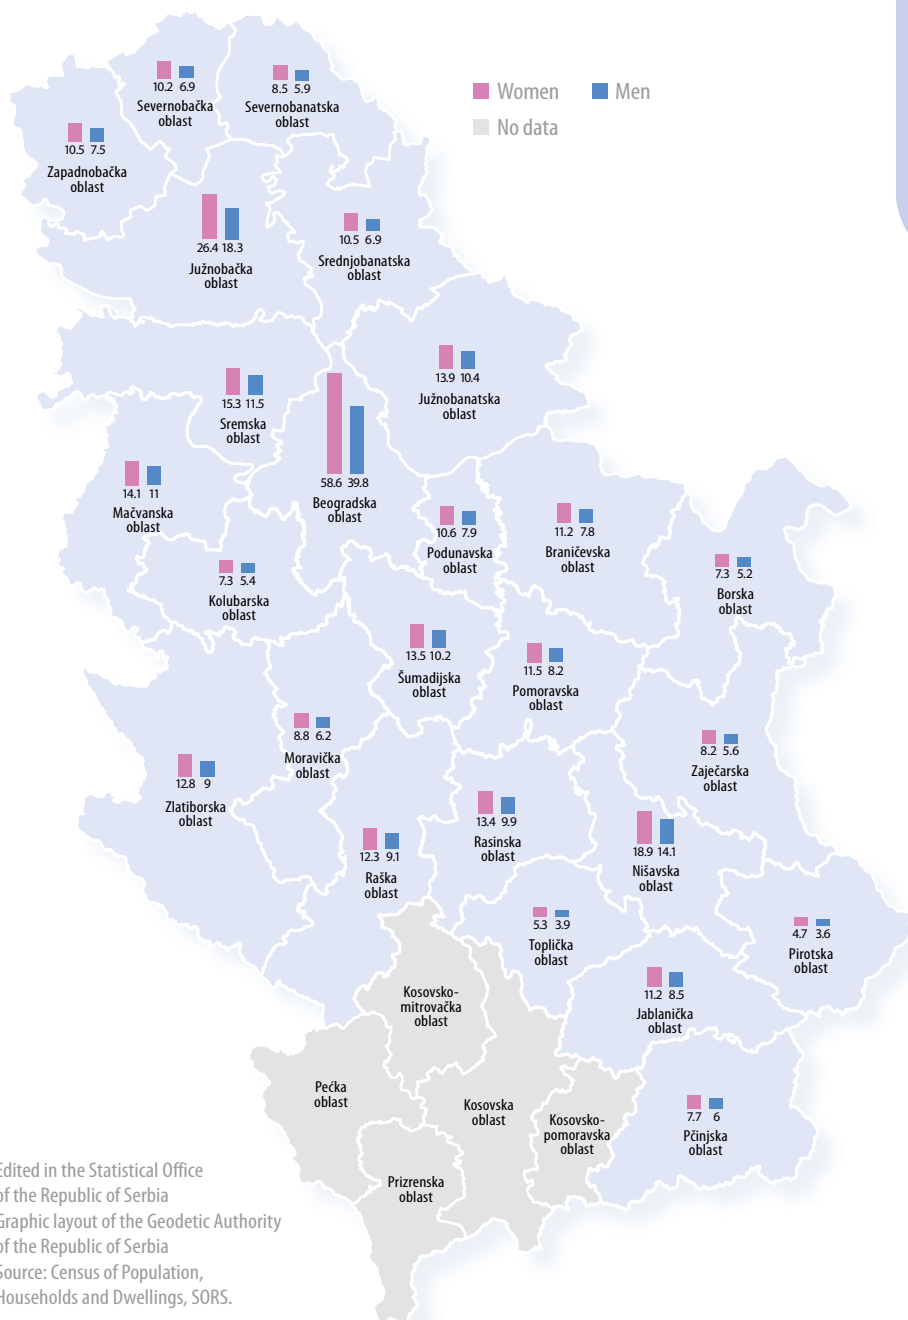 Women Men
No data
10.2 6.9
Severnobačka
oblast
8.5 5.9
Severnobanatska
oblast
10.5 7.5
Zapadnobačka
oblast
26.4 18.3
Južnobačka
oblast
10.5 6.9
Srednjobanatska
oblast
13.9 10.4
Južnobanatska
oblast
15.3 11.5
Sremska
oblast
58.6 39.8
Beogradska
oblast
14.1 11
Mačvanska
oblast
10.6 7.9
Podunavska
oblast
11.2 7.8
Braničevska
oblast
7.3 5.2
Borska
oblast
7.3 5.4
Kolubarska
oblast
13.5 10.2
Šumadijska
oblast
11.5 8.2
Pomoravska
oblast
8.8 6.2
Moravička
oblast
8.2 5.6
Zaječarska
oblast
12.8 9
Zlatiborska
oblast
12.3 9.1
Raška
oblast
13.4 9.9
Rasinska
oblast
18.9 14.1
Nišavska
oblast
5.3 3.9
Toplička
oblast
4.7 3.6
Pirotska
oblast
11.2 8.5
Jablanička
oblast
7.7 6
Pčinjska
oblast
Kosovsko-
mitrovačka
oblast
Pećka
oblast
Kosovska
oblast
Kosovsko-
pomoravska
oblast
Prizrenska
oblast
Edited in the Statistical Office
of the Republic of Serbia
Graphic layout of the Geodetic Authority
of the Republic of Serbia
Source: Census of Population,
Households and Dwellings, SORS.